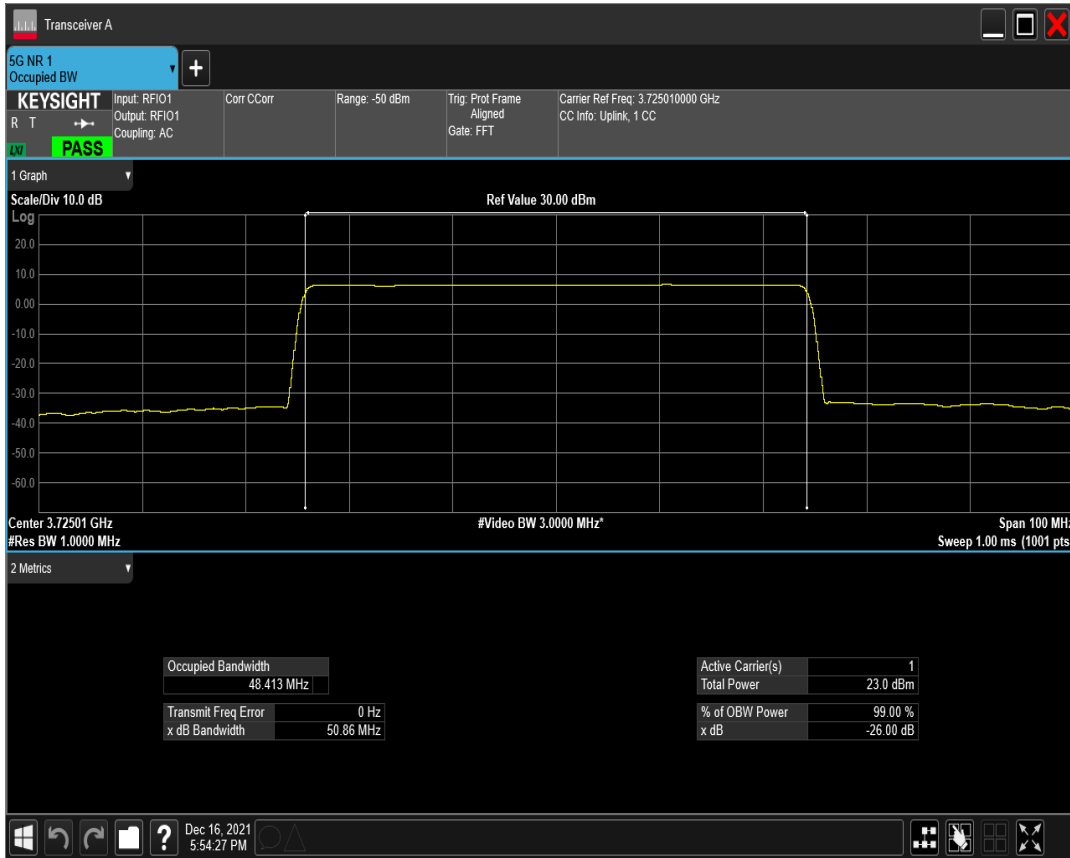 Transceiver A
5G NR 1
Occupied BW
KEYSIGHT
R T
LXI
PASS
Input: RFIO1
Output: RFIO1
Coupling: AC
Corr CCorr
Range: -50 dBm
Trig: Prot Frame
Aligned
Gate: FFT
Carrier Ref Freq: 3.725010000 GHz
CC Info: Uplink, 1 CC
1 Graph
Scale/Div 10.0 dB
Ref Value 30.00 dBm
Log
20.0
10.0
0.00
-10.0
-20.0
-30.0
-40.0
-50.0
-60.0
Center 3.72501 GHz
#Video BW 3.0000 MHz*
Span 100 MHz
#Res BW 1.0000 MHz
Sweep 1.00 ms (1001 pts
2 Metrics
Occupied Bandwidth
48.413 MHz
Transmit Freq Error 0 Hz
x dB Bandwidth 50.86 MHz
Active Carrier(s) 1
Total Power 23.0 dBm
% of OBW Power 99.00 %
x dB -26.00 dB
?
Dec 16, 2021
5:54:27 PM